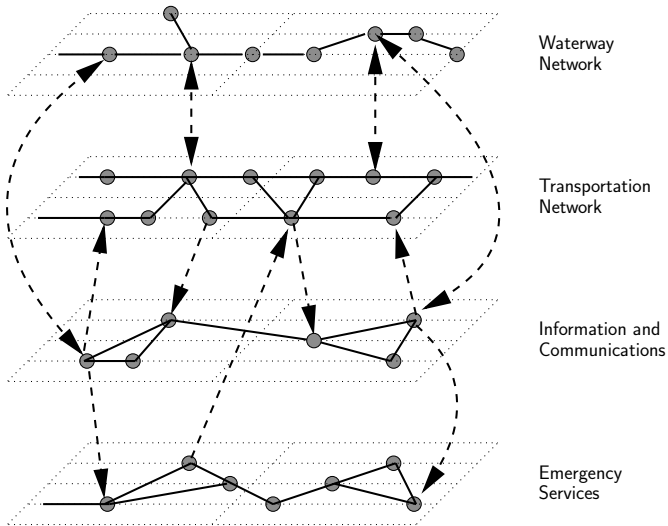 Waterway
Network
Transportation
Network
Information and
Communications
Emergency
Services